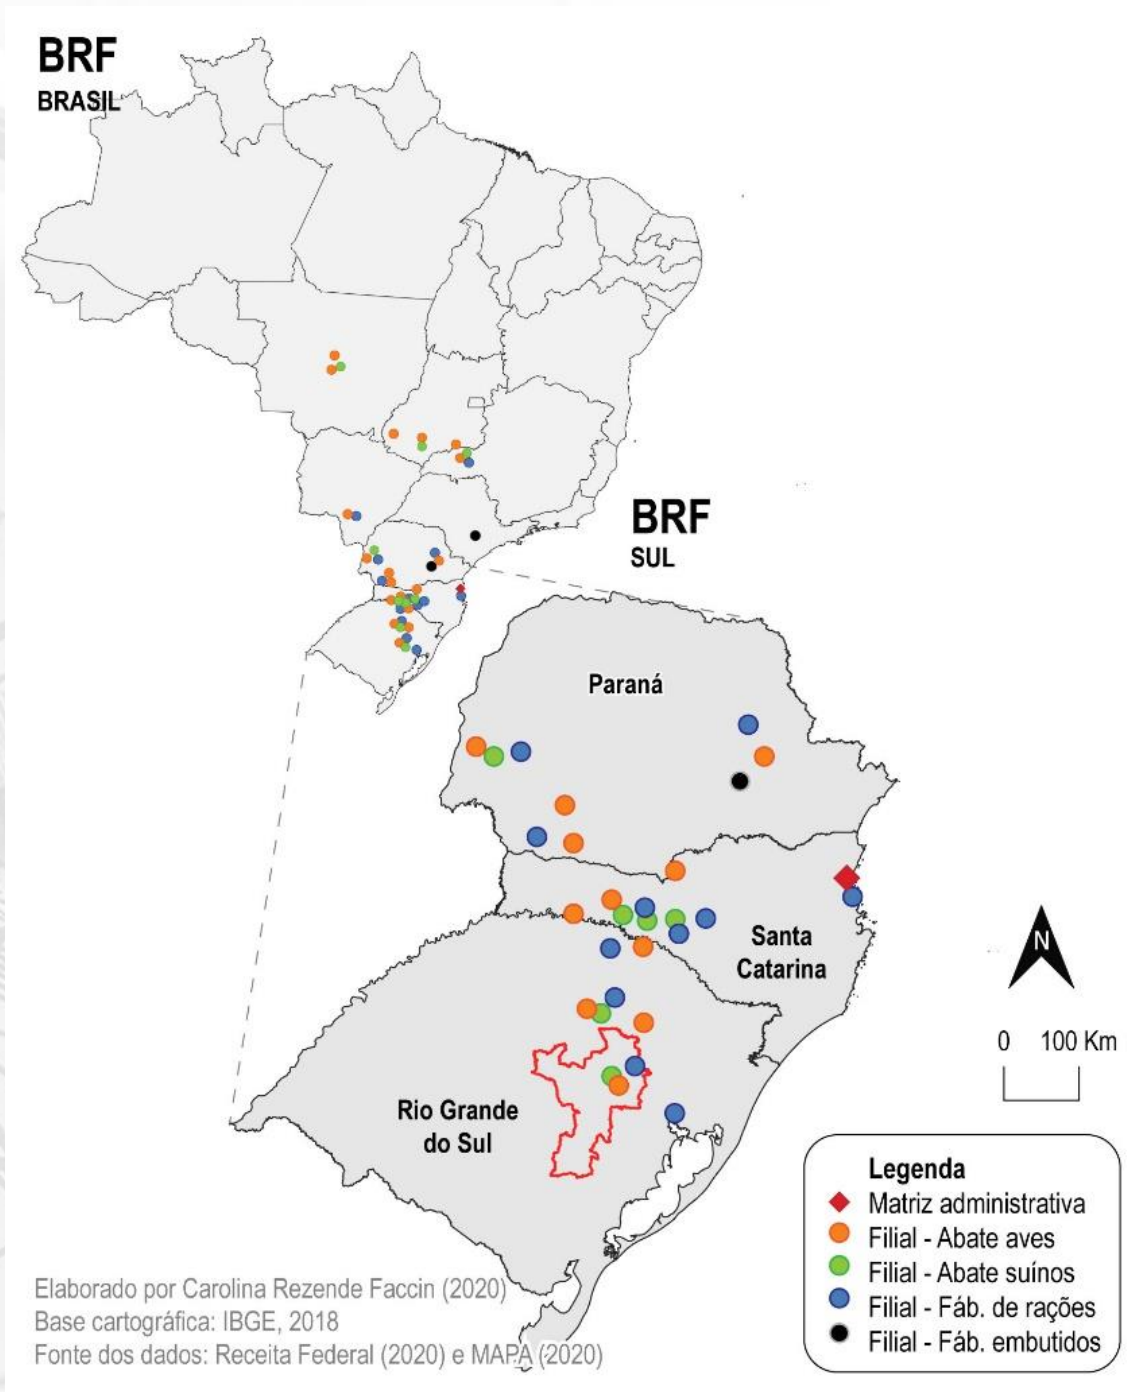 BRF
BRASIL
BRF
SUL
Paraná
Santa
Catarina
Rio Grande
do Sul
N
0 100 Km
Legenda
Matriz administrativa
Filial - Abate aves
Filial - Abate suínos
Filial - Fáb. de rações
Filial - Fáb. embutidos
Elaborado por Carolina Rezende Faccin (2020)
Base cartográfica: IBGE, 2018
Fonte dos dados: Receita Federal (2020) e MAPA (2020)